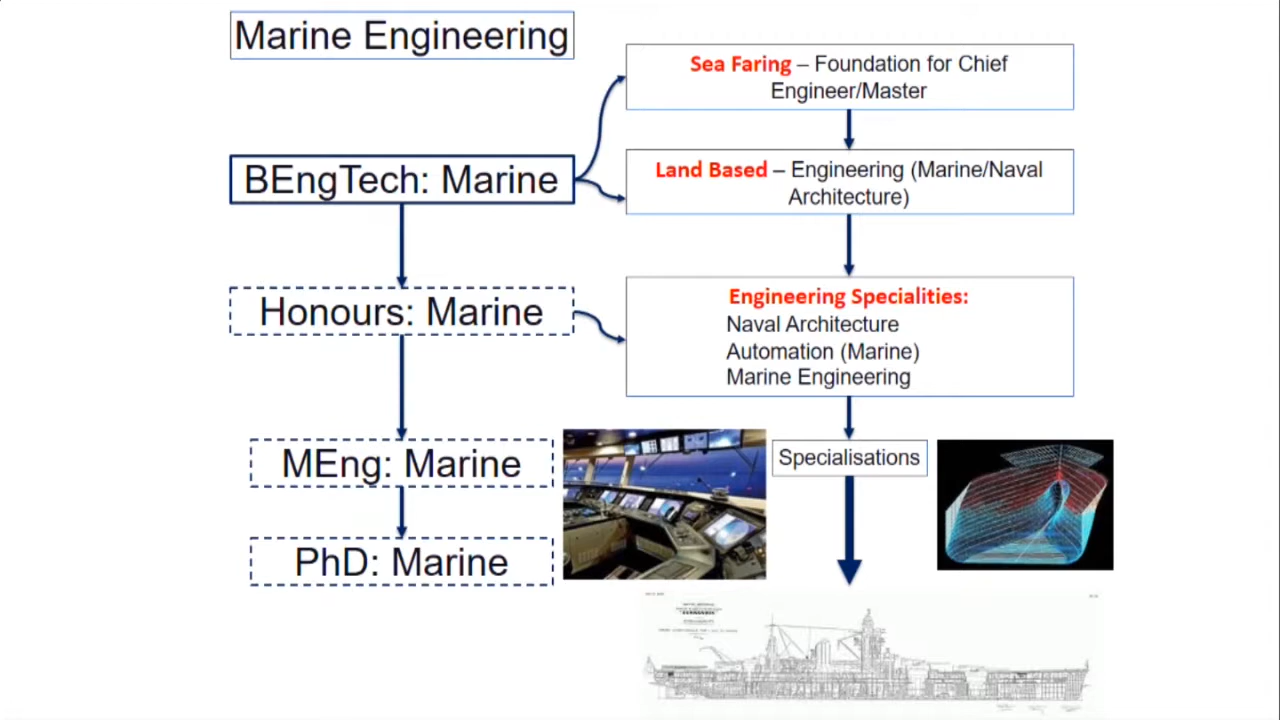 Marine Engineering
Sea Faring – Foundation for Chief
Engineer/Master
BEngTech: Marine
Land Based – Engineering (Marine/Naval
Architecture)
Honours: Marine
Engineering Specialities:
Naval Architecture
Automation (Marine)
Marine Engineering
MEng: Marine
Specialisations
PhD: Marine